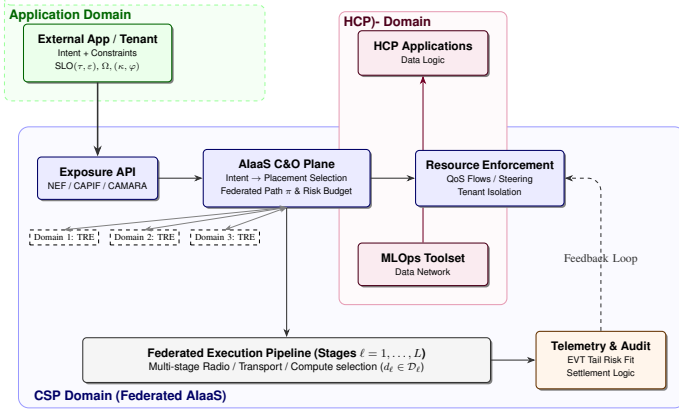 Application Domain
External App / Tenant
Intent + Constraints
SLO(τ, ε), Ω, (κ, φ)
HCP)- Domain
HCP Applications
Data Logic
Exposure API
NEF / CAPIF / CAMARA
AIaaS C&O Plane
Intent → Placement Selection
Federated Path π & Risk Budget
Resource Enforcement
QoS Flows / Steering
Tenant Isolation
Domain 1: TRE
Domain 2: TRE
Domain 3: TRE
MLOps Toolset
Data Network
Feedback Loop
Federated Execution Pipeline (Stages ℓ = 1, . . . , L)
Multi-stage Radio / Transport / Compute selection (dℓ ∈ 𝒟ℓ)
Telemetry & Audit
EVT Tail Risk Fit
Settlement Logic
CSP Domain (Federated AIaaS)